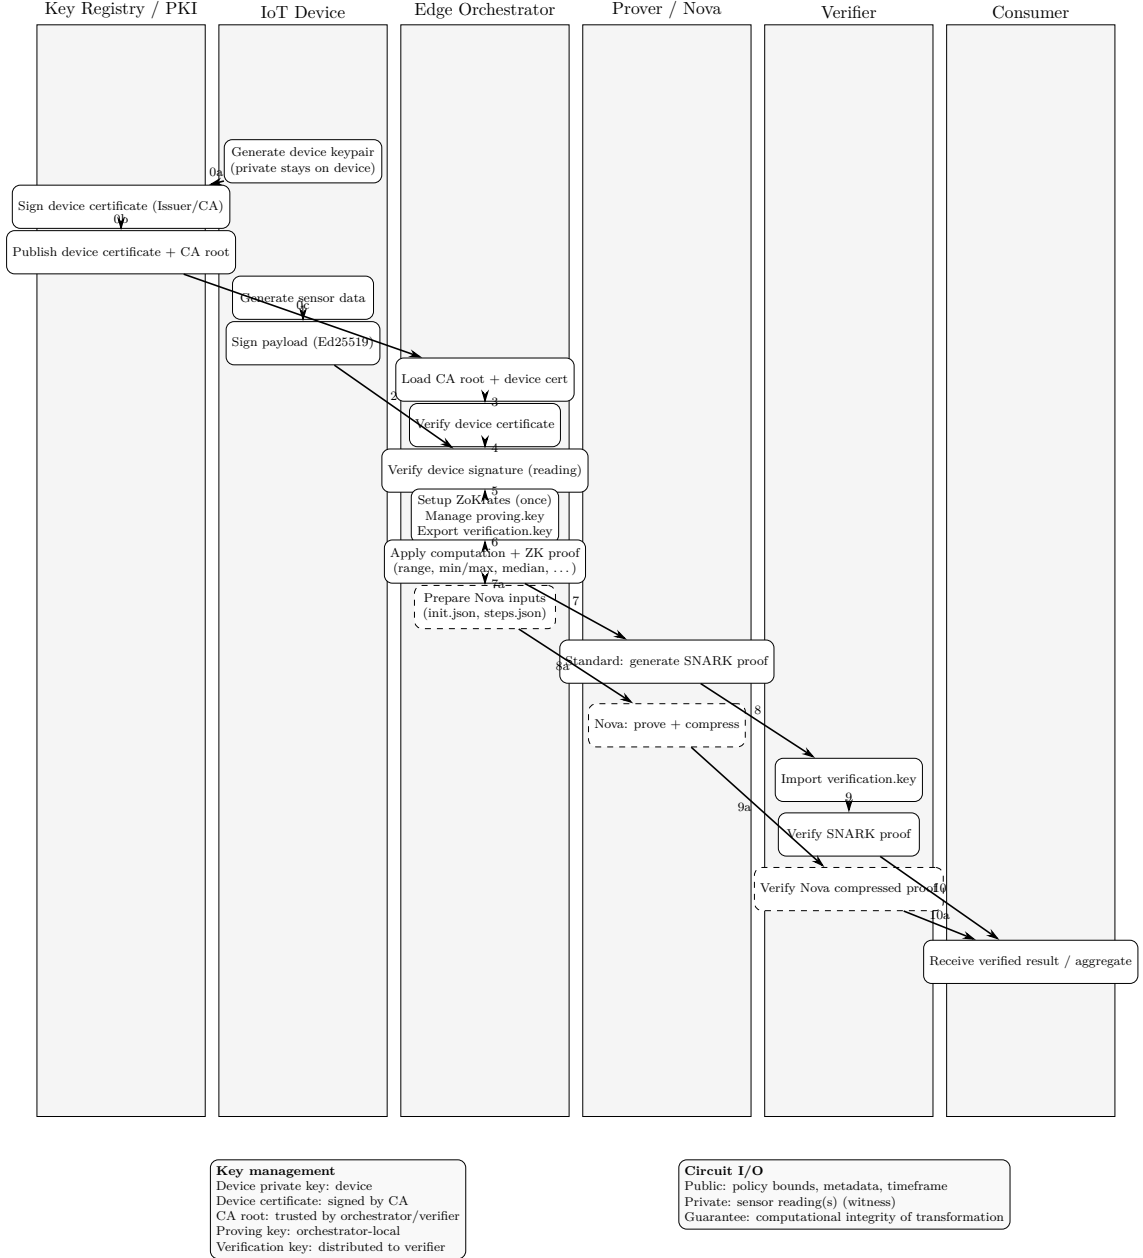 Key Registry / PKI
IoT Device
Edge Orchestrator
Prover / Nova
Verifier
Consumer
Generate device keypair
(private stays on device)
0a
Sign device certificate (Issuer/CA)
0b
Publish device certificate + CA root
Generate sensor data
0c
Sign payload (Ed25519)
Load CA root + device cert
2
3
Verify device certificate
4
Verify device signature (reading)
5
Setup ZoKrates (once)
Manage proving.key
Export verification.key
6
Apply computation + ZK proof
(range, min/max, median, ...)
7a
Prepare Nova inputs
(init.json, steps.json)
7
Standard: generate SNARK proof
8a
8
Nova: prove + compress
Import verification.key
9
9a
Verify SNARK proof
Verify Nova compressed proof
10
10a
Receive verified result / aggregate
Key management
Device private key: device
Device certificate: signed by CA
CA root: trusted by orchestrator/verifier
Proving key: orchestrator-local
Verification key: distributed to verifier
Circuit I/O
Public: policy bounds, metadata, timeframe
Private: sensor reading(s) (witness)
Guarantee: computational integrity of transformation